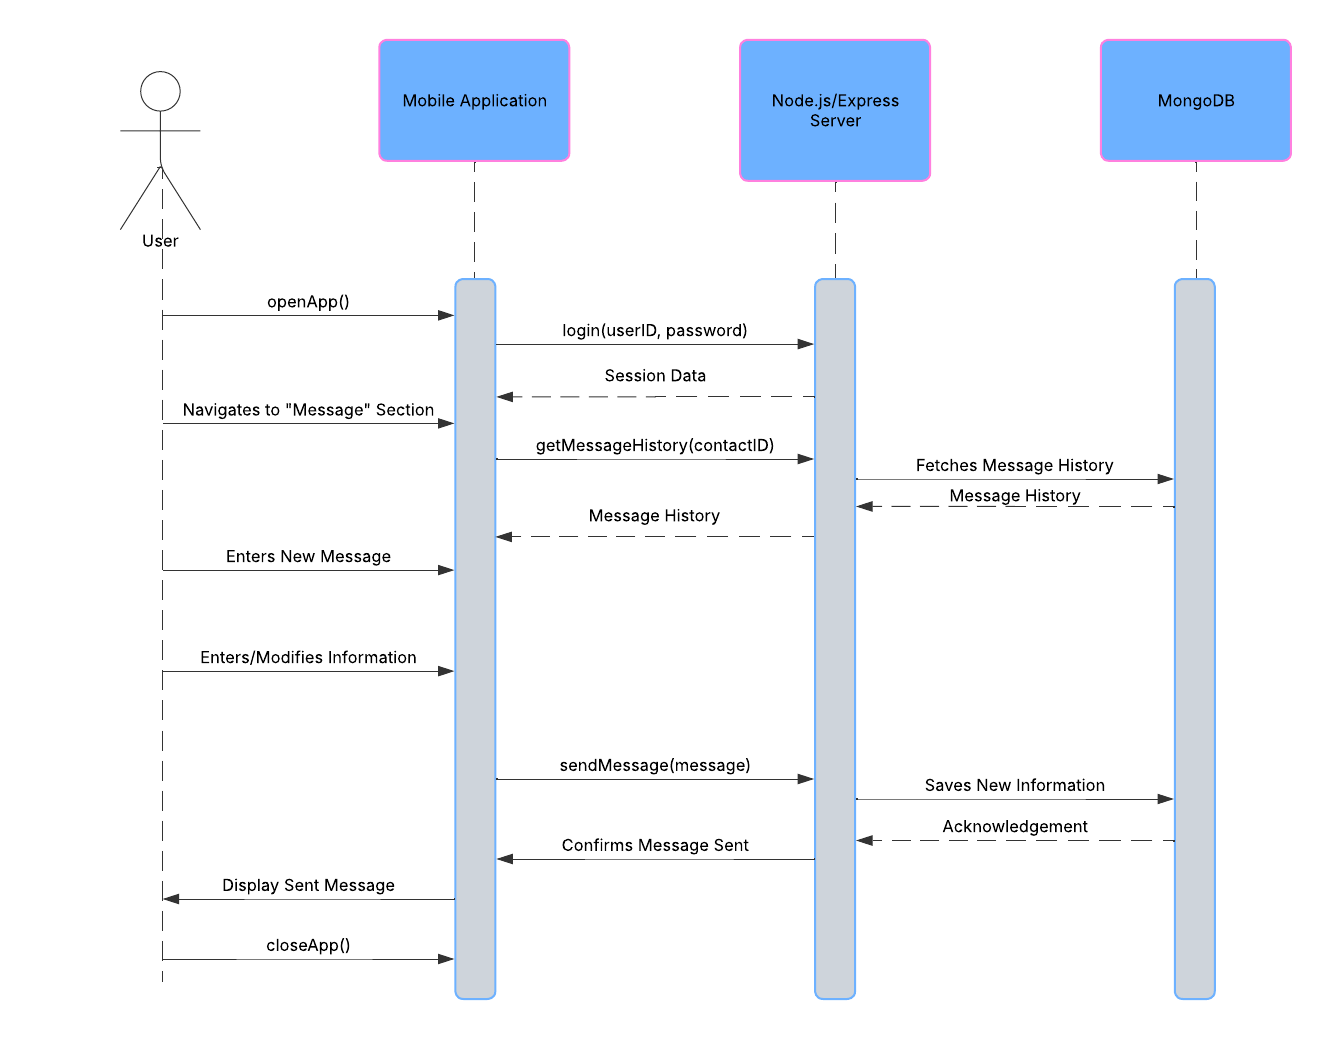 Mobile Application
Node.js/Express
Server
MongoDB
User
openApp()
login(userID, password)
Session Data
Navigates to "Message" Section
getMessageHistory(contactID)
Fetches Message History
Message History
Message History
Enters New Message
Enters/Modifies Information
sendMessage(message)
Saves New Information
Acknowledgement
Confirms Message Sent
Display Sent Message
closeApp()